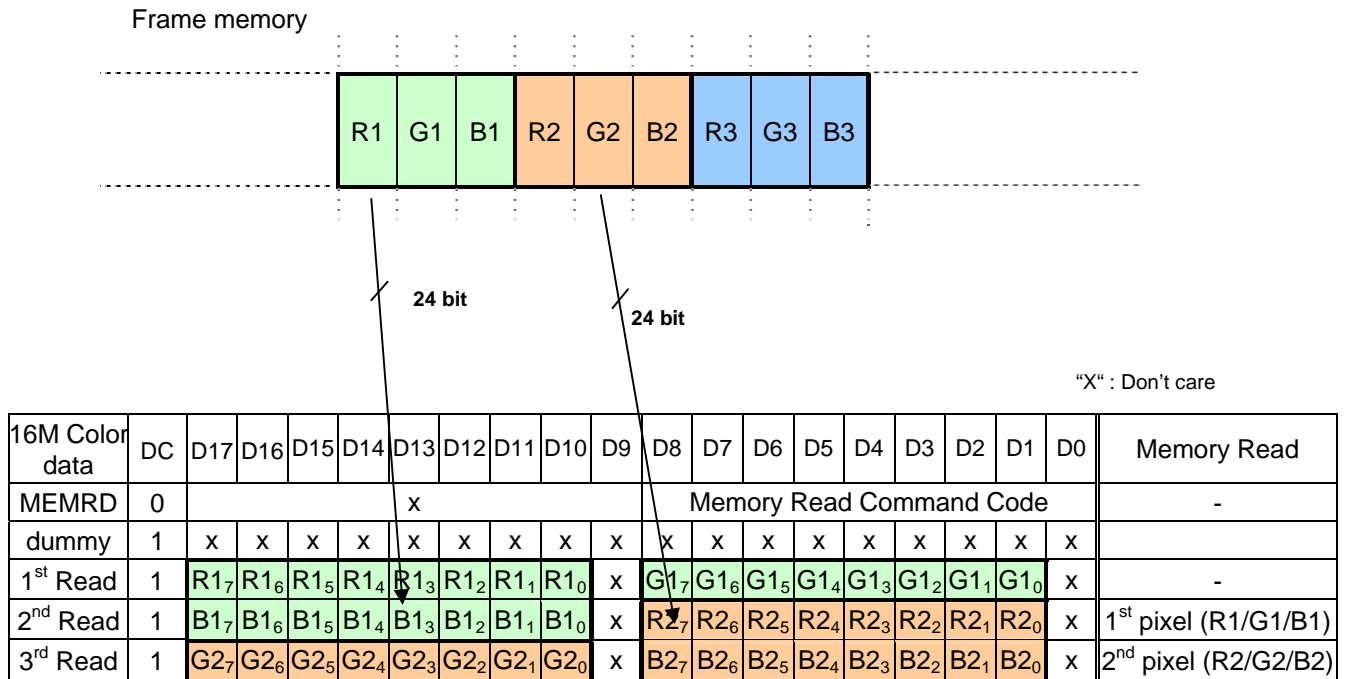 Frame memory
R1 G1 B1 R2 G2 B2 R3 G3 B3
24 bit
24 bit
“X“ : Don’t care
16M Color data DC D17 D16 D15 D14 D13 D12 D11 D10 D9 D8 D7 D6 D5 D4 D3 D2 D1 D0 Memory Read
MEMRD 0 x Memory Read Command Code -
dummy 1 x x x x x x x x x x x x x x x x x x
1st Read 1 R1₇ R1₆ R1₅ R1₄ R1₃ R1₂ R1₁ R1₀ x G1₇ G1₆ G1₅ G1₄ G1₃ G1₂ G1₁ G1₀ x -
2nd Read 1 B1₇ B1₆ B1₅ B1₄ B1₃ B1₂ B1₁ B1₀ x R2₇ R2₆ R2₅ R2₄ R2₃ R2₂ R2₁ R2₀ x 1st pixel (R1/G1/B1)
3rd Read 1 G2₇ G2₆ G2₅ G2₄ G2₃ G2₂ G2₁ G2₀ x B2₇ B2₆ B2₅ B2₄ B2₃ B2₂ B2₁ B2₀ x 2nd pixel (R2/G2/B2)